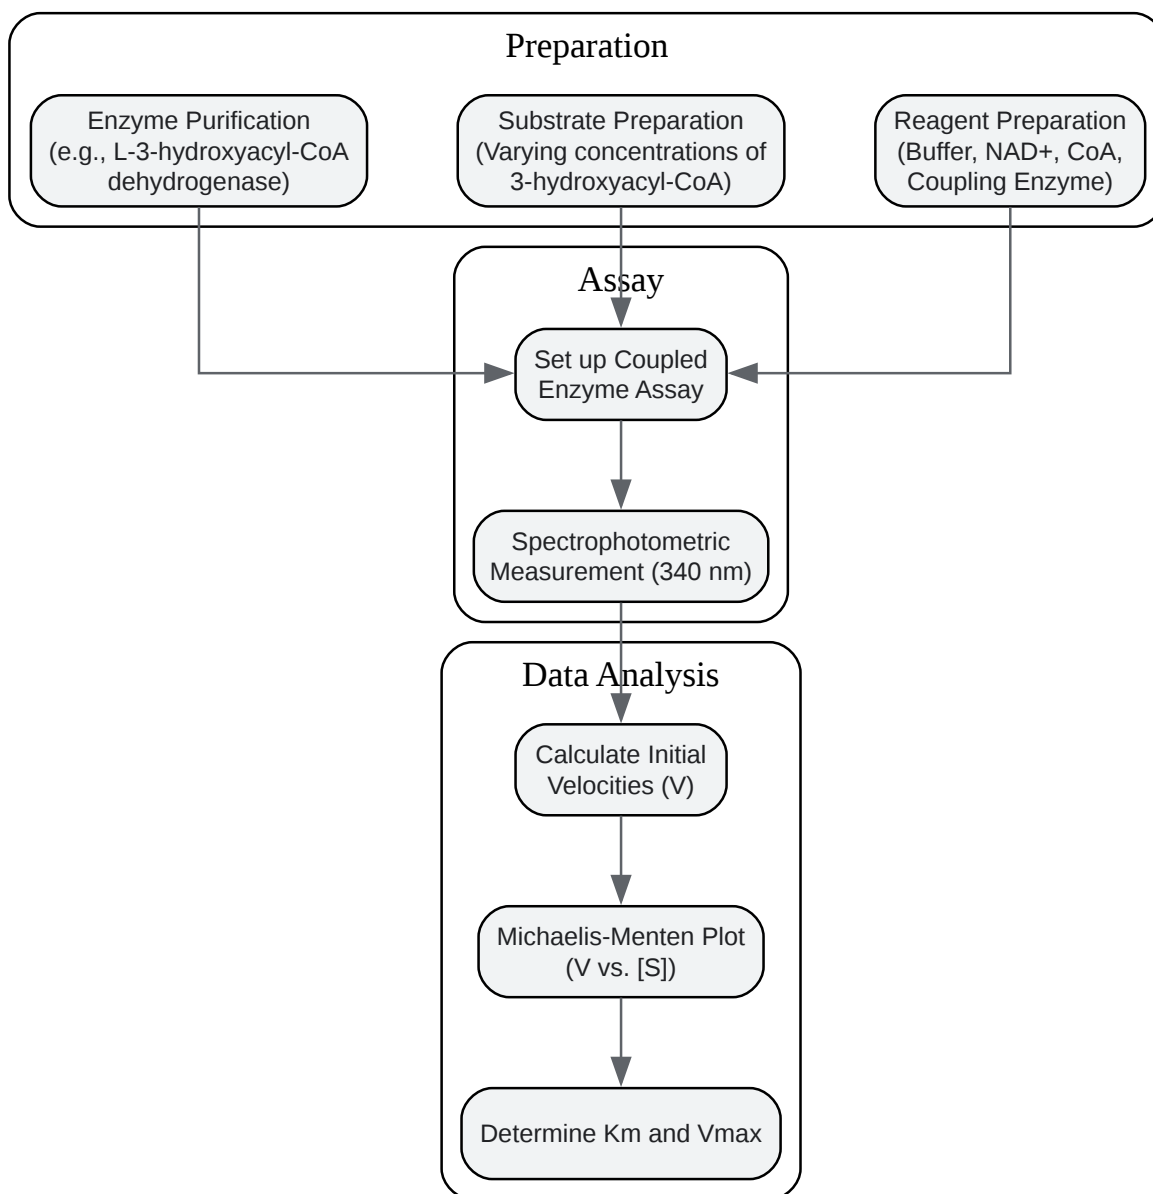 Preparation
Enzyme Purification
(e.g., L-3-hydroxyacyl-CoA
dehydrogenase)
Substrate Preparation
(Varying concentrations of
3-hydroxyacyl-CoA)
Reagent Preparation
(Buffer, NAD+, CoA,
Coupling Enzyme)
Assay
Set up Coupled
Enzyme Assay
Spectrophotometric
Measurement (340 nm)
Data Analysis
Calculate Initial
Velocities (V)
Michaelis-Menten Plot
(V vs. [S])
Determine Km and Vmax